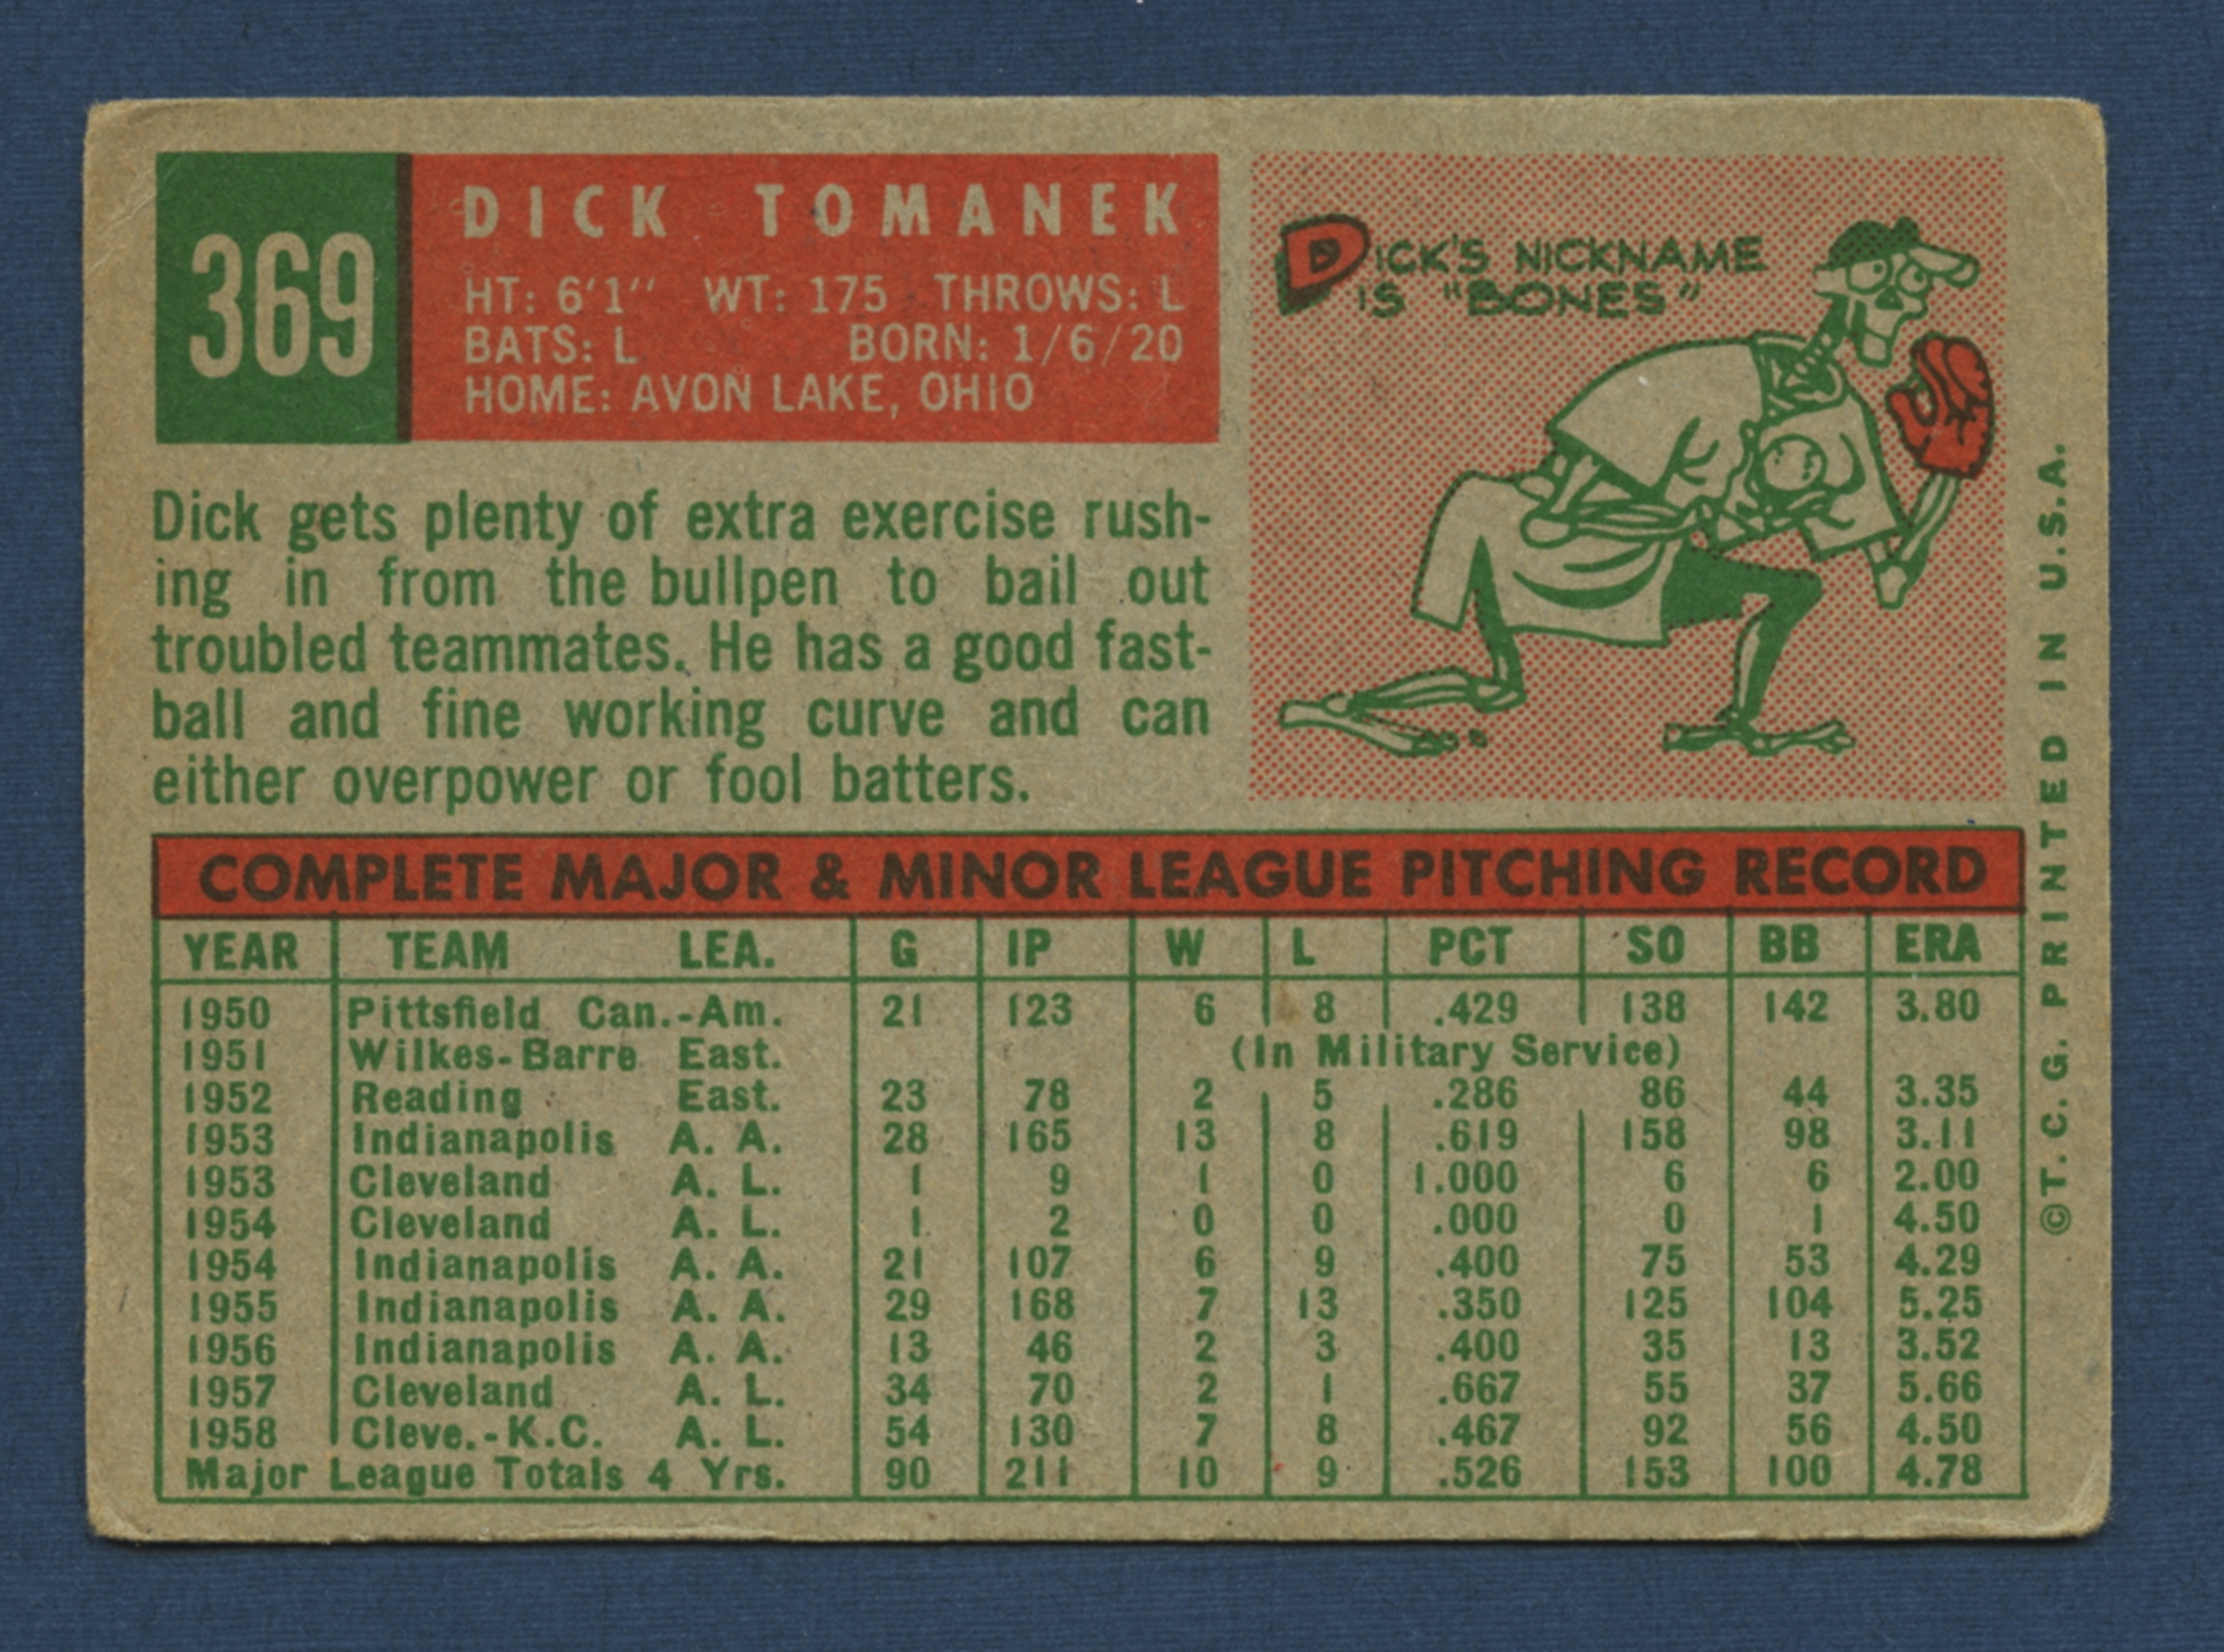 369
DICK TOMANEK
HT: 6'1" WT: 175 THROWS: L
BATS: L BORN: 1/6/20
HOME: AVON LAKE, OHIO
DICK'S NICKNAME
IS "BONES"
Dick gets plenty of extra exercise rush-
ing in from the bullpen to bail out
troubled teammates. He has a good fast-
ball and fine working curve and can
either overpower or fool batters.
COMPLETE MAJOR & MINOR LEAGUE PITCHING RECORD
YEAR TEAM LEA. G IP W L PCT SO BB ERA
1950 Pittsfield Can.-Am. 21 123 6 8 .429 138 142 3.80
1951 Wilkes-Barre East. (In Military Service)
1952 Reading East. 23 78 2 5 .286 86 44 3.35
1953 Indianapolis A. A. 28 165 13 8 .619 158 98 3.11
1953 Cleveland A. L. 1 9 1 0 1.000 6 6 2.00
1954 Cleveland A. L. 1 2 0 0 .000 0 1 4.50
1954 Indianapolis A. A. 21 107 6 9 .400 75 53 4.29
1955 Indianapolis A. A. 29 168 7 13 .350 125 104 5.25
1956 Indianapolis A. A. 13 46 2 3 .400 35 13 3.52
1957 Cleveland A. L. 34 70 2 1 .667 55 37 5.66
1958 Cleve.-K.C. A. L. 54 130 7 8 .467 92 56 4.50
Major League Totals 4 Yrs. 90 211 10 9 .526 153 100 4.78
©T. C. G. PRINTED IN U.S.A.